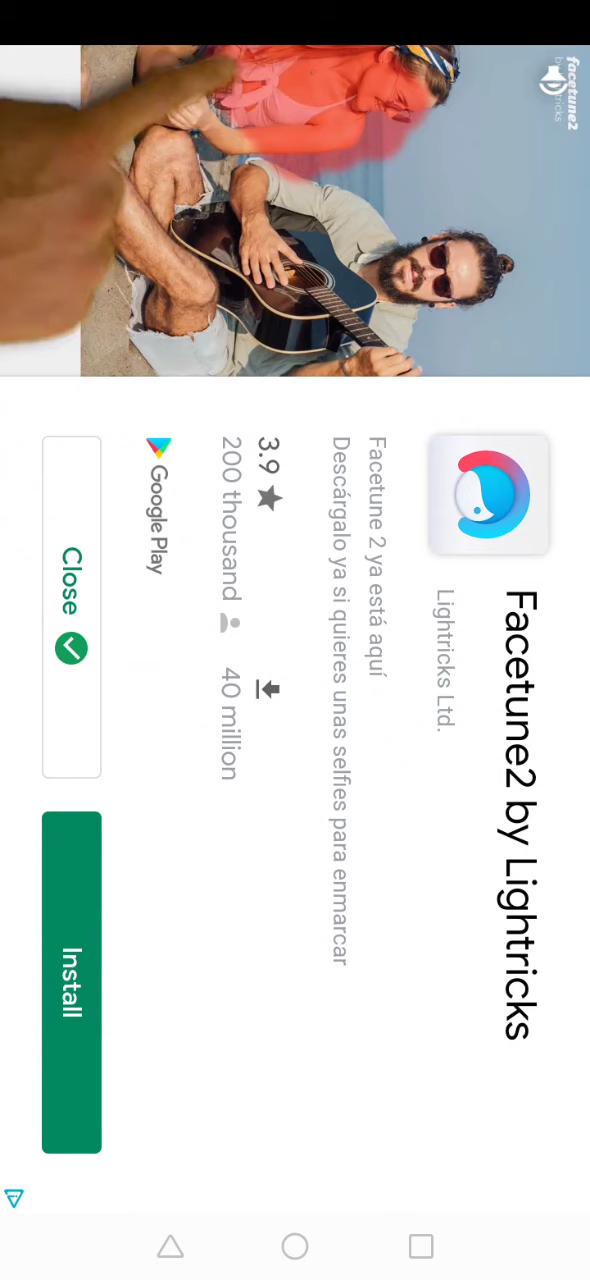 facetune2
by Lightricks
Facetune2 by Lightricks
Lightricks Ltd.
Facetune 2 ya está aquí
Descárgalo ya si quieres unas selfies para enmarcar
3.9
200 thousand
40 million
Google Play
Close
Install